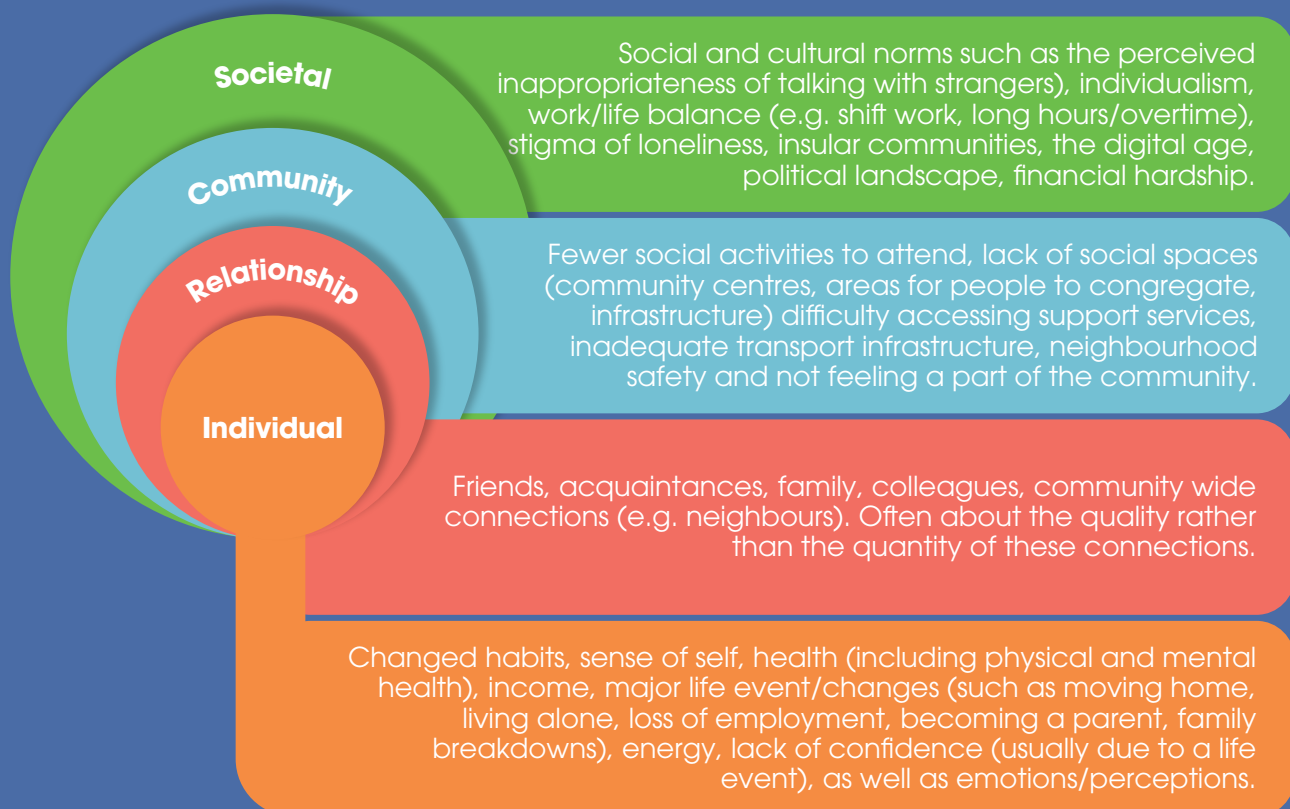 Societal
Social and cultural norms such as the perceived
inappropriateness of talking with strangers), individualism,
work/life balance (e.g. shift work, long hours/overtime),
stigma of loneliness, insular communities, the digital age,
political landscape, financial hardship.
Community
Fewer social activities to attend, lack of social spaces
(community centres, areas for people to congregate,
infrastructure) difficulty accessing support services,
inadequate transport infrastructure, neighbourhood
safety and not feeling a part of the community.
Relationship
Friends, acquaintances, family, colleagues, community wide
connections (e.g. neighbours). Often about the quality rather
than the quantity of these connections.
Individual
Changed habits, sense of self, health (including physical and mental
health), income, major life event/changes (such as moving home,
living alone, loss of employment, becoming a parent, family
breakdowns), energy, lack of confidence (usually due to a life
event), as well as emotions/perceptions.